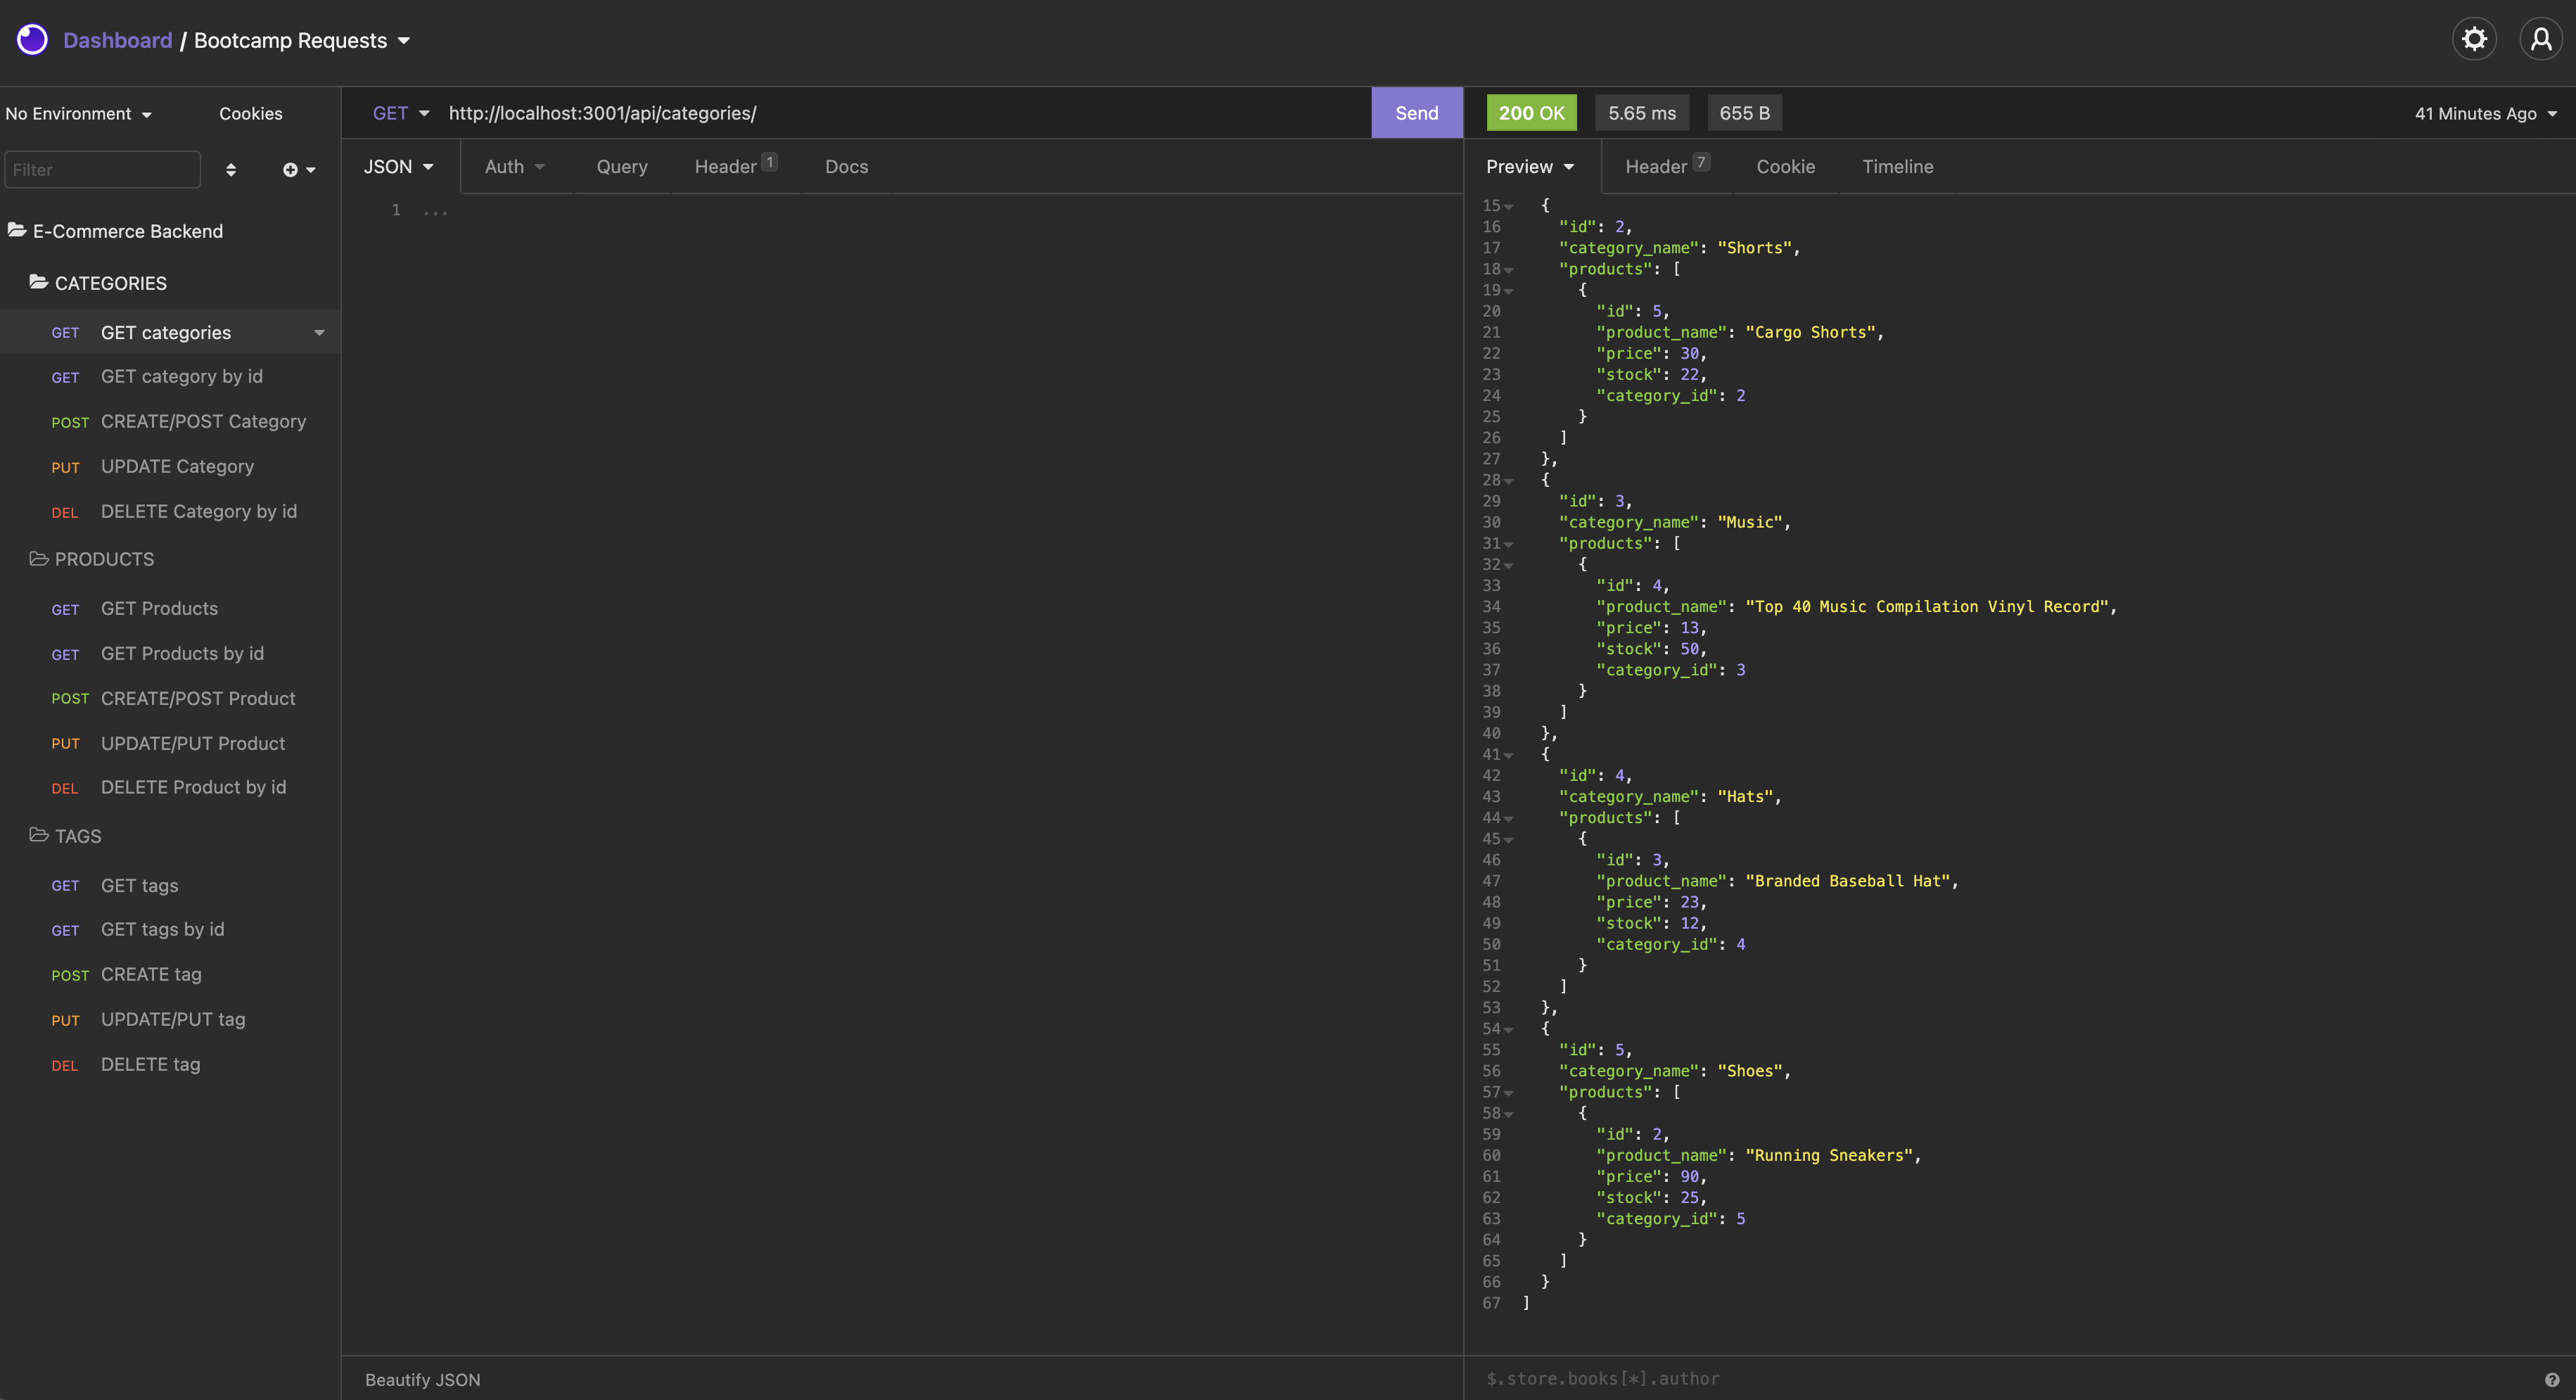 Dashboard / Bootcamp Requests
No Environment Cookies
Filter
E-Commerce Backend
CATEGORIES
GET GET categories
GET GET category by id
POST CREATE/POST Category
PUT UPDATE Category
DEL DELETE Category by id
PRODUCTS
GET GET Products
GET GET Products by id
POST CREATE/POST Product
PUT UPDATE/PUT Product
DEL DELETE Product by id
TAGS
GET GET tags
GET GET tags by id
POST CREATE tag
PUT UPDATE/PUT tag
DEL DELETE tag
GET http://localhost:3001/api/categories/ Send
JSON Auth Query Header 1 Docs
1 ...
Beautify JSON
200 OK 5.65 ms 655 B 41 Minutes Ago
Preview Header 7 Cookie Timeline
15 {
16 "id": 2,
17 "category_name": "Shorts",
18 "products": [
19 {
20 "id": 5,
21 "product_name": "Cargo Shorts",
22 "price": 30,
23 "stock": 22,
24 "category_id": 2
25 }
26 ]
27 },
28 {
29 "id": 3,
30 "category_name": "Music",
31 "products": [
32 {
33 "id": 4,
34 "product_name": "Top 40 Music Compilation Vinyl Record",
35 "price": 13,
36 "stock": 50,
37 "category_id": 3
38 }
39 ]
40 },
41 {
42 "id": 4,
43 "category_name": "Hats",
44 "products": [
45 {
46 "id": 3,
47 "product_name": "Branded Baseball Hat",
48 "price": 23,
49 "stock": 12,
50 "category_id": 4
51 }
52 ]
53 },
54 {
55 "id": 5,
56 "category_name": "Shoes",
57 "products": [
58 {
59 "id": 2,
60 "product_name": "Running Sneakers",
61 "price": 90,
62 "stock": 25,
63 "category_id": 5
64 }
65 ]
66 }
67 ]
$.store.books[*].author